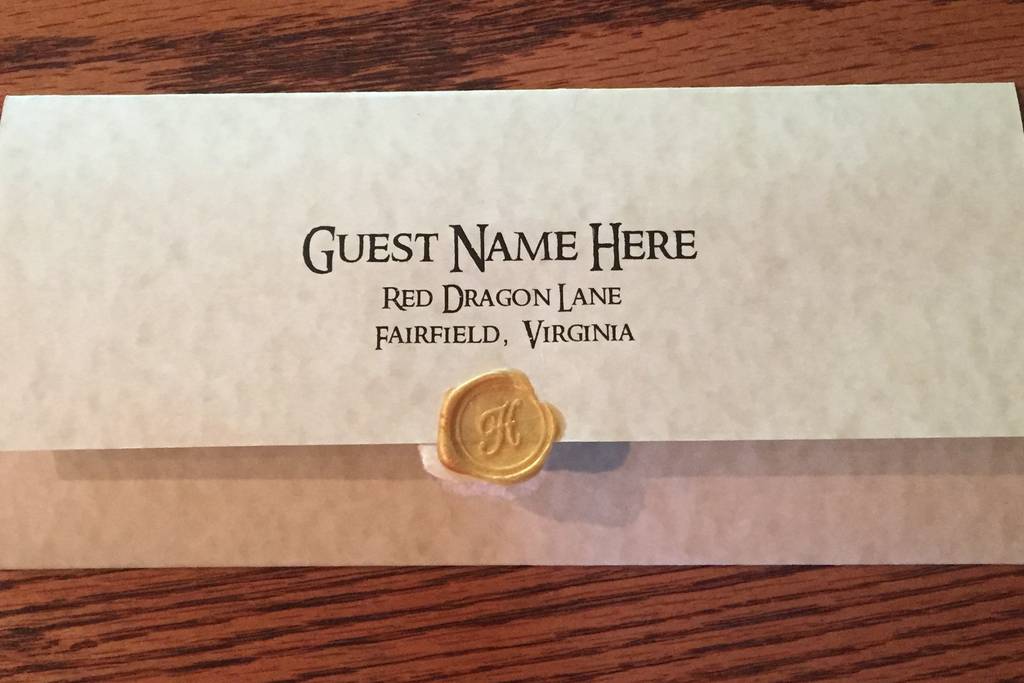 Guest Name Here
Red Dragon Lane
Fairfield, Virginia
H